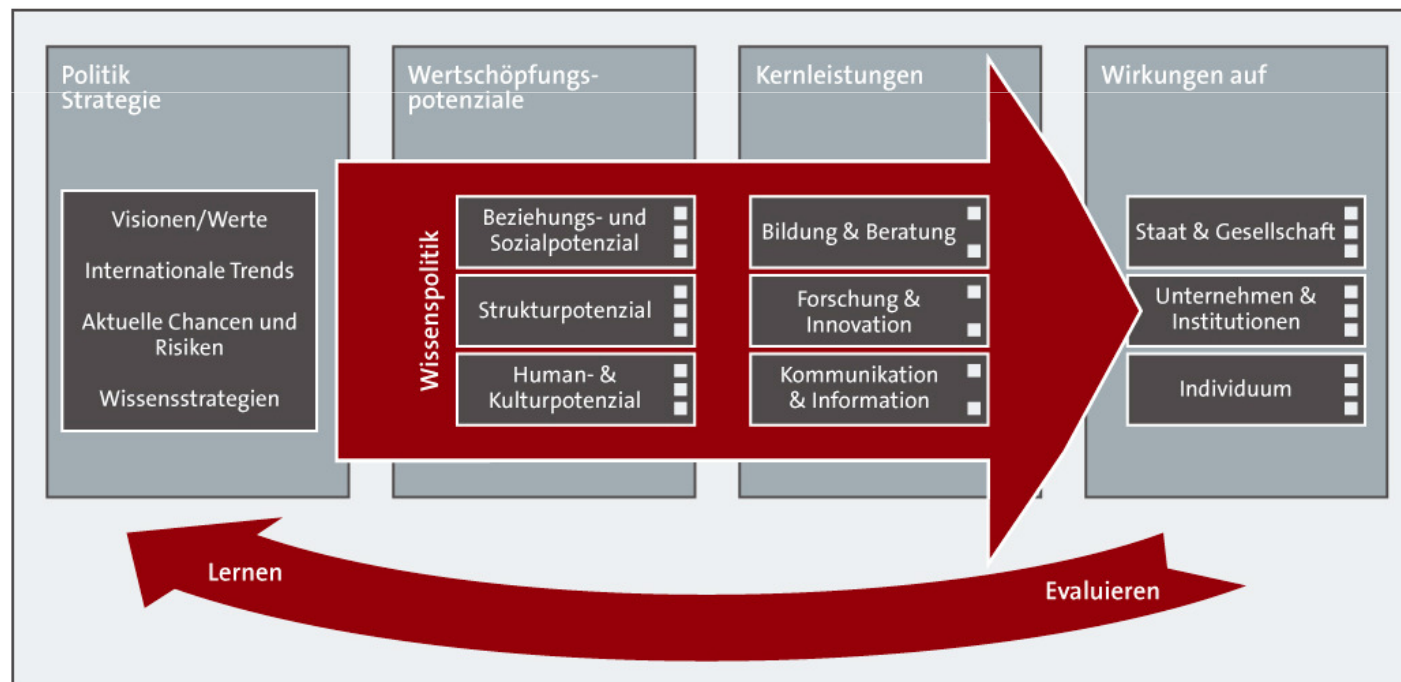 Politik
Strategie
Wertschöpfungs-
potenziale
Kernleistungen
Wirkungen auf
Visionen/Werte
Internationale Trends
Aktuelle Chancen und
Risiken
Wissensstrategien
Wissenspolitik
Beziehungs- und
Sozialpotenzial
Strukturpotenzial
Human- &
Kulturpotenzial
Bildung & Beratung
Forschung &
Innovation
Kommunikation
& Information
Staat & Gesellschaft
Unternehmen &
Institutionen
Individuum
Lernen
Evaluieren